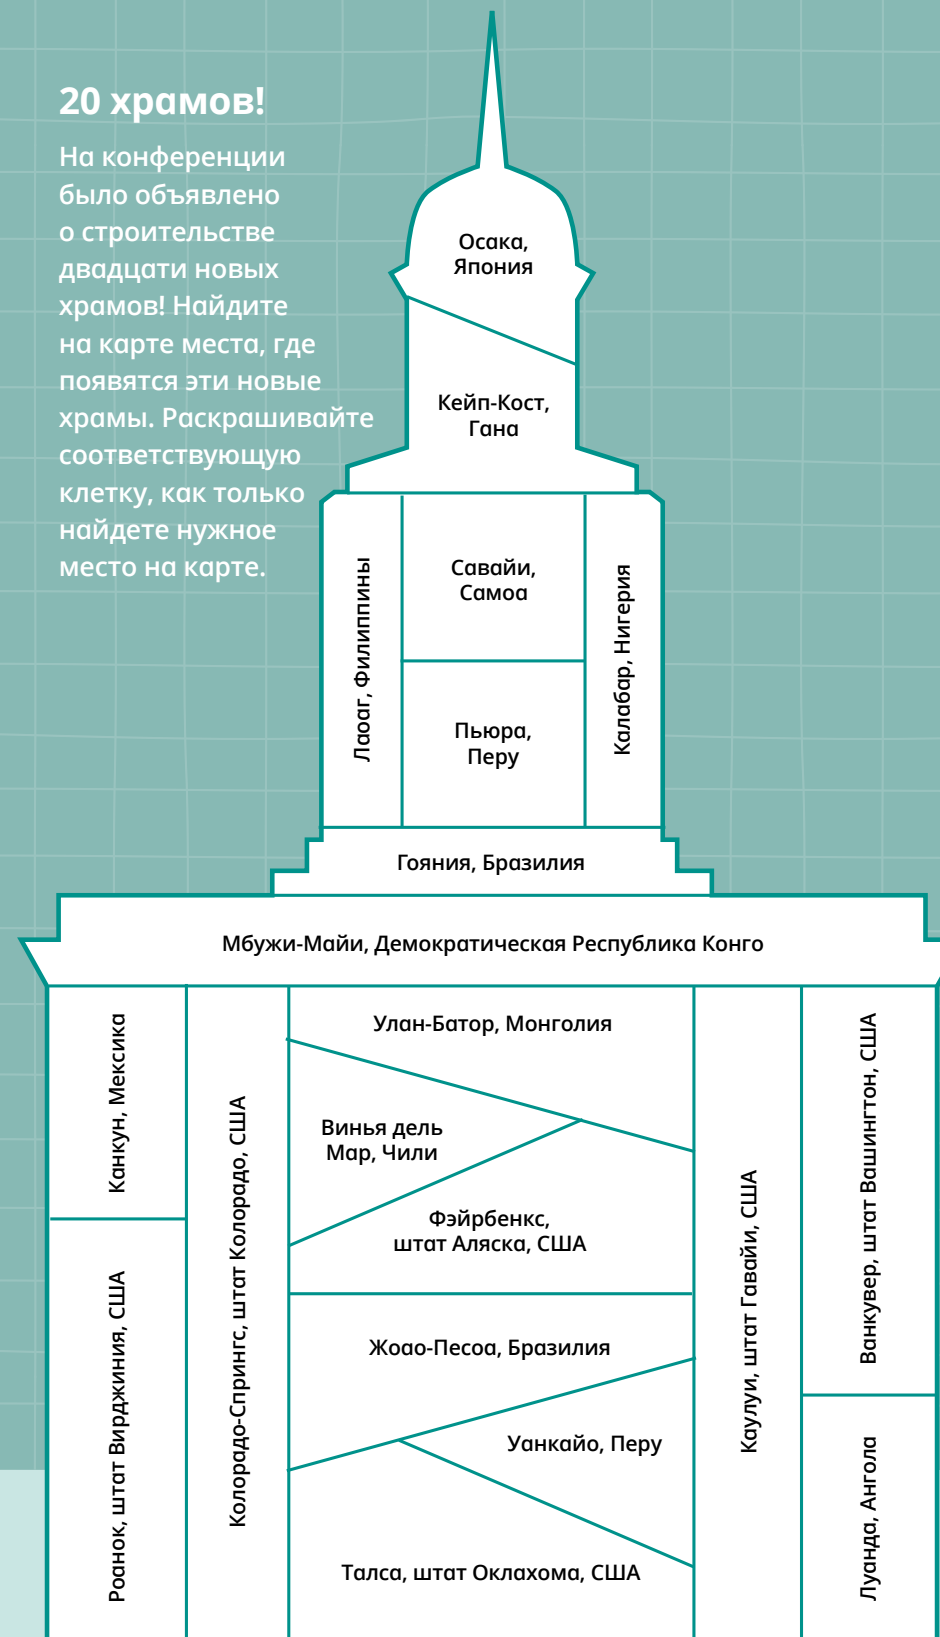 20 храмов!
На конференции
было объявлено
о строительстве
двадцати новых
храмов! Найдите
на карте места, где
появятся эти новые
храмы. Раскрашивайте
соответствующую
клетку, как только
найдете нужное
место на карте.
Осака,
Япония
Кейп-Кост,
Гана
Лаоаг, Филиппины
Савайи,
Самоа
Калабар, Нигерия
Пьюра,
Перу
Гояния, Бразилия
Мбужи-Майи, Демократическая Республика Конго
Канкун, Мексика
Роанок, штат Вирджиния, США
Колорадо-Спрингс, штат Колорадо, США
Улан-Батор, Монголия
Винья дель
Мар, Чили
Фэйрбенкс,
штат Аляска, США
Жоао-Песоа, Бразилия
Уанкайо, Перу
Талса, штат Оклахома, США
Каулуи, штат Гавайи, США
Ванкувер, штат Вашингтон, США
Луанда, Ангола